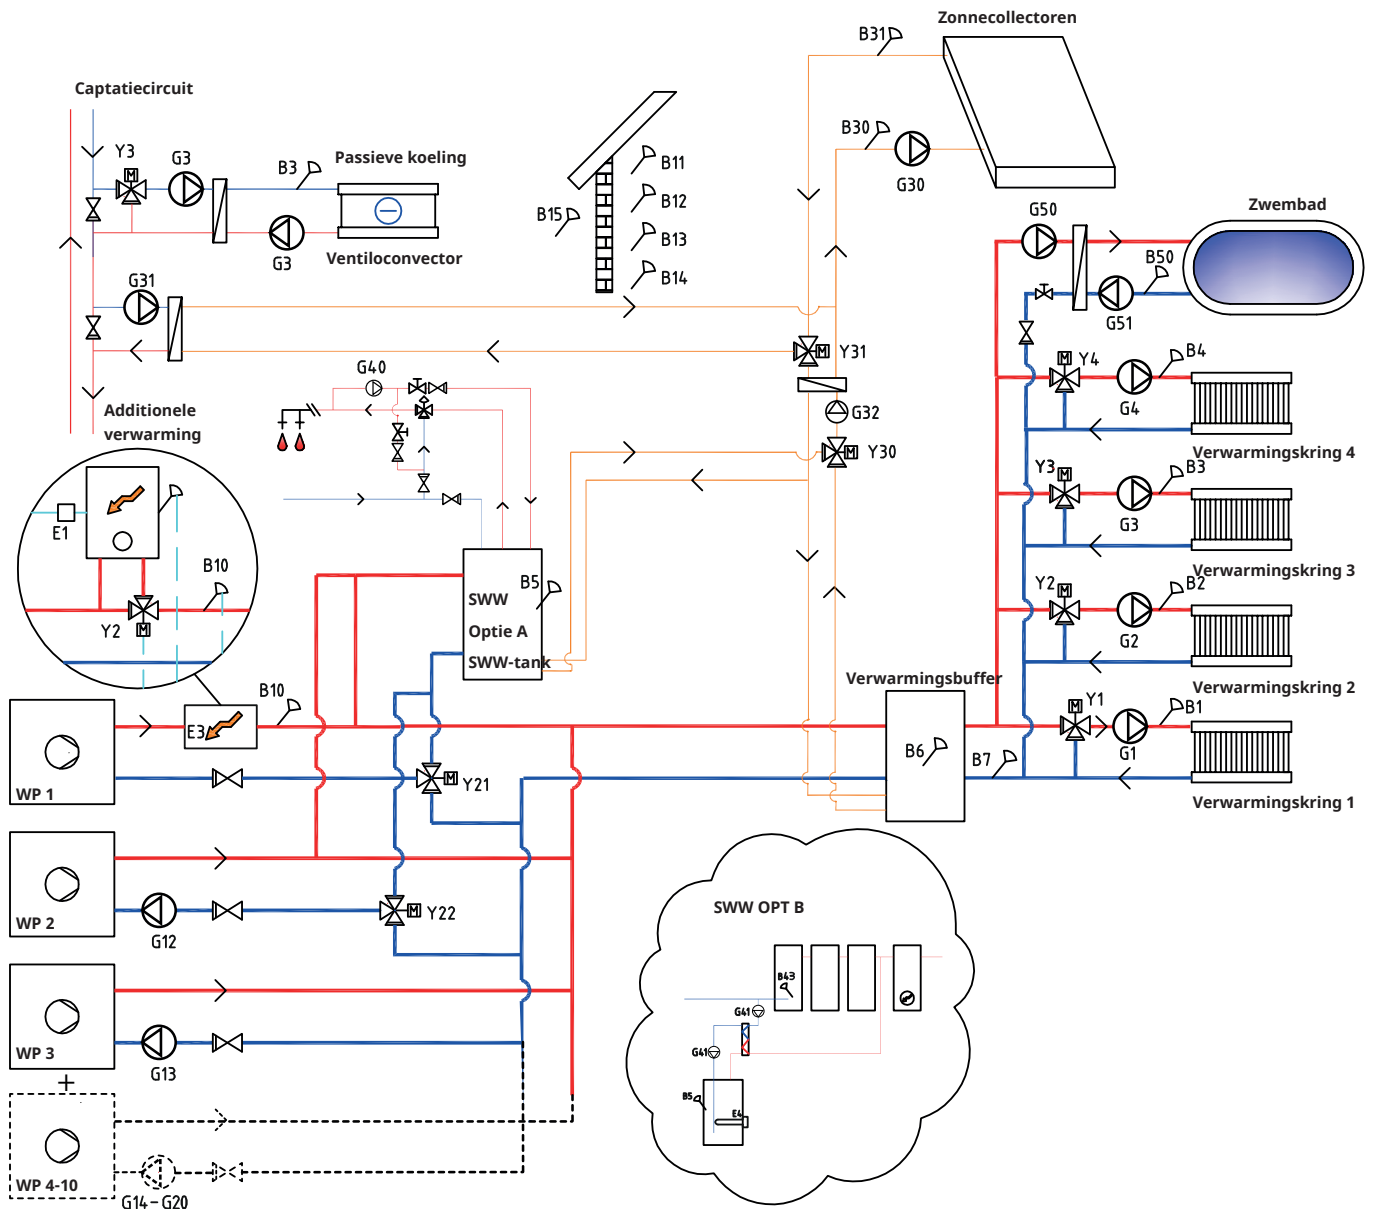 Zonnecollectoren
B31
Captatiecircuit
B30
G30
Y3
G3
B3
Passieve koeling
B11
B12
B15
B13
B14
G3
Ventiloconvector
G50
Zwembad
B50
G51
G31
Y31
G40
G32
Y4
B4
G4
Additionele
verwarming
Y30
Verwarmingskring 4
Y3
B3
G3
E1
B10
Verwarmingskring 3
B5
SWW
Optie A
SWW-tank
Y2
Y2
B2
G2
Verwarmingsbuffer
Verwarmingskring 2
B10
E3
Y1
B1
G1
B6
B7
WP 1
Y21
Verwarmingskring 1
WP 2
G12
Y22
SWW OPT B
B43
G41
G41
B5
E4
WP 3
G13
+
WP 4-10
G14-G20
M
M
M
M
M
M
M
M
M
M